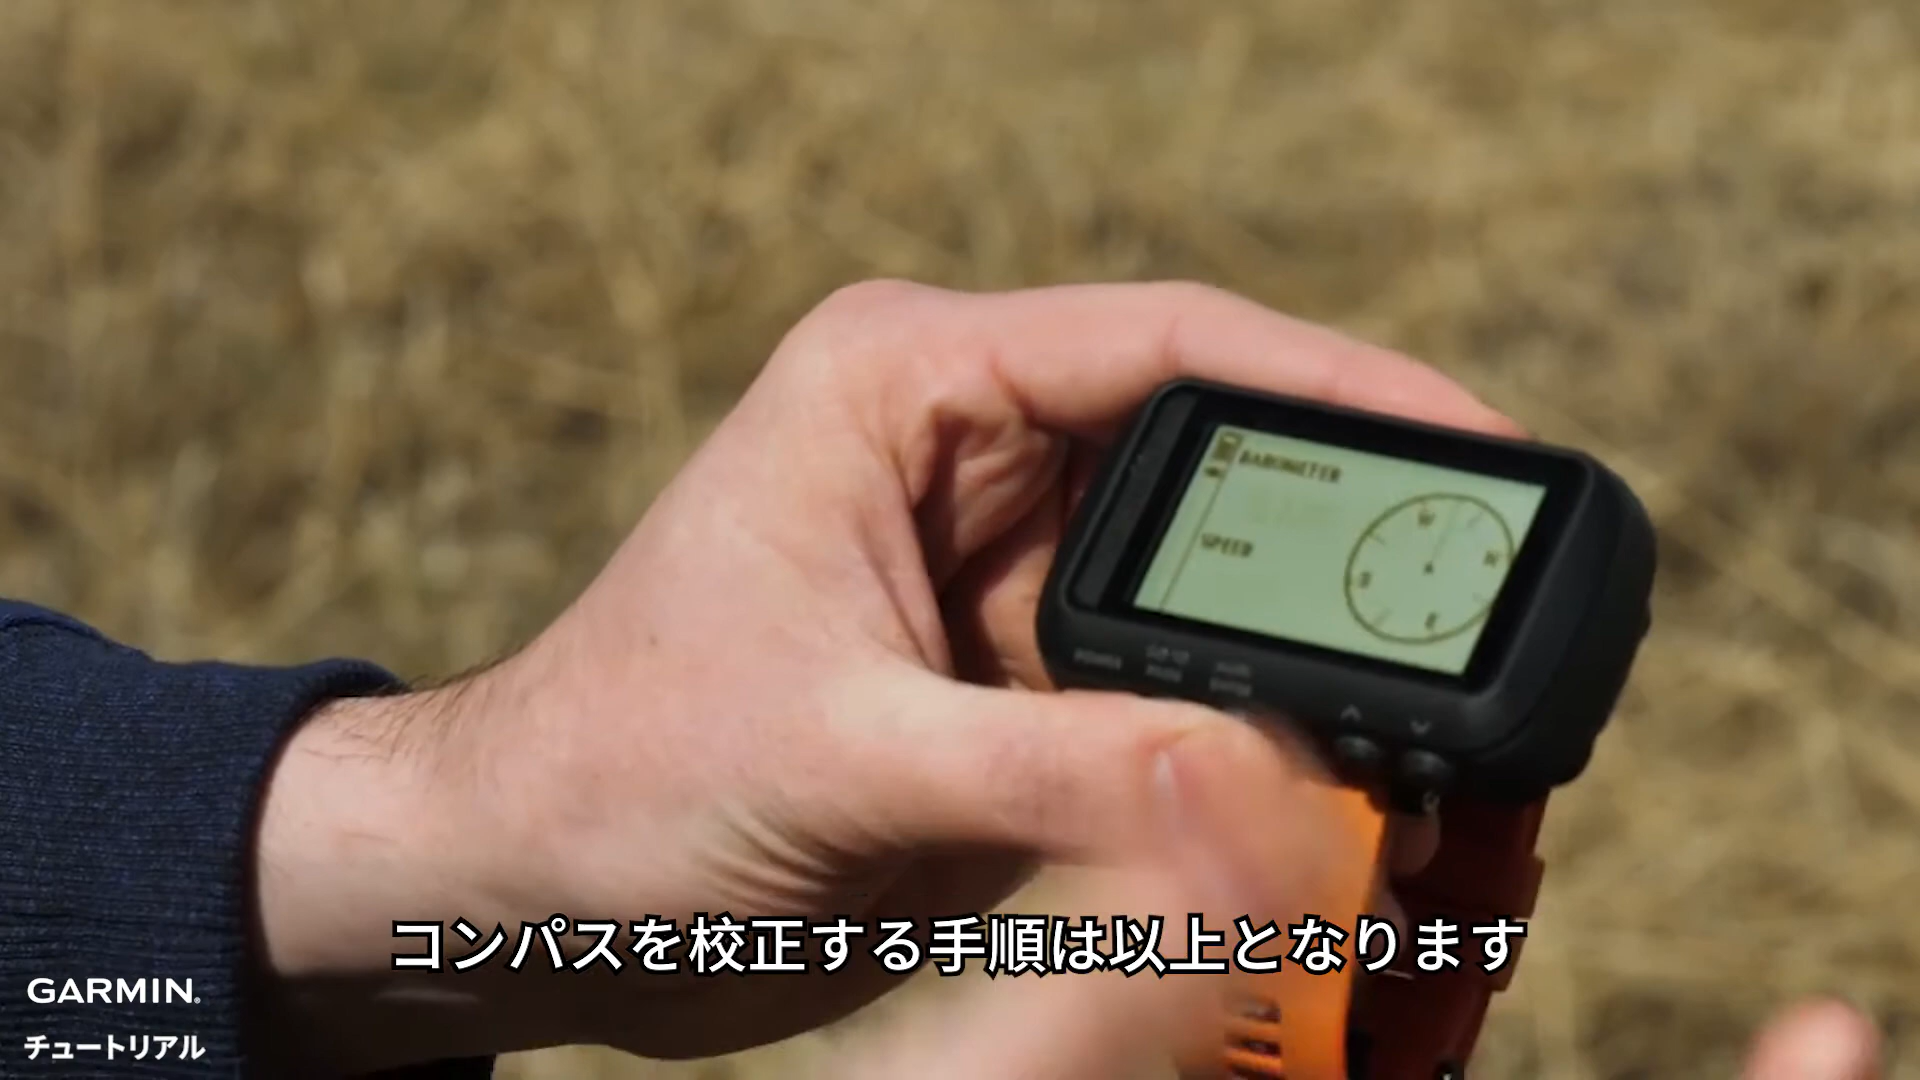 BAROMETER
SPEED
W
POWER
コンパスを校正する手順は以上となります
GARMIN.
チュートリアル